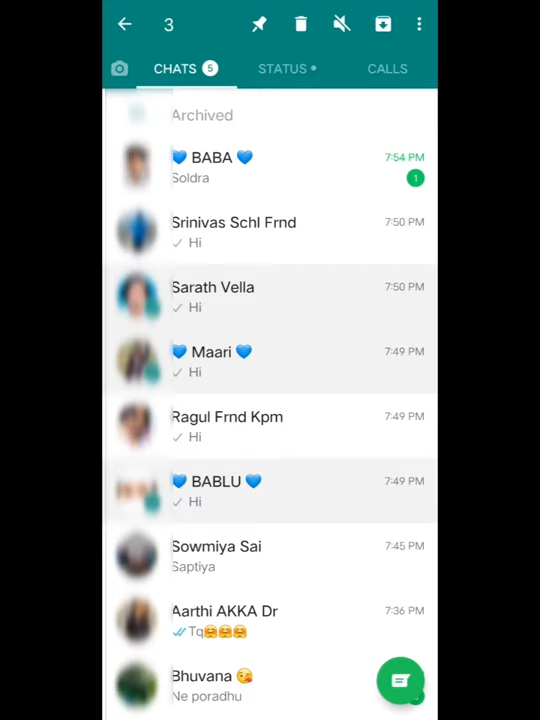 3
CHATS 5 STATUS CALLS
Archived
💙 BABA 💙 7:54 PM
Soldra 1
Srinivas Schl Frnd 7:50 PM
Hi
Sarath Vella 7:50 PM
Hi
💙 Maari 💙 7:49 PM
Hi
Ragul Frnd Kpm 7:49 PM
Hi
💙 BABLU 💙 7:49 PM
Hi
Sowmiya Sai 7:45 PM
Saptiya
Aarthi AKKA Dr 7:36 PM
Tq🤗🤗🤗
Bhuvana 😘
Ne poradhu